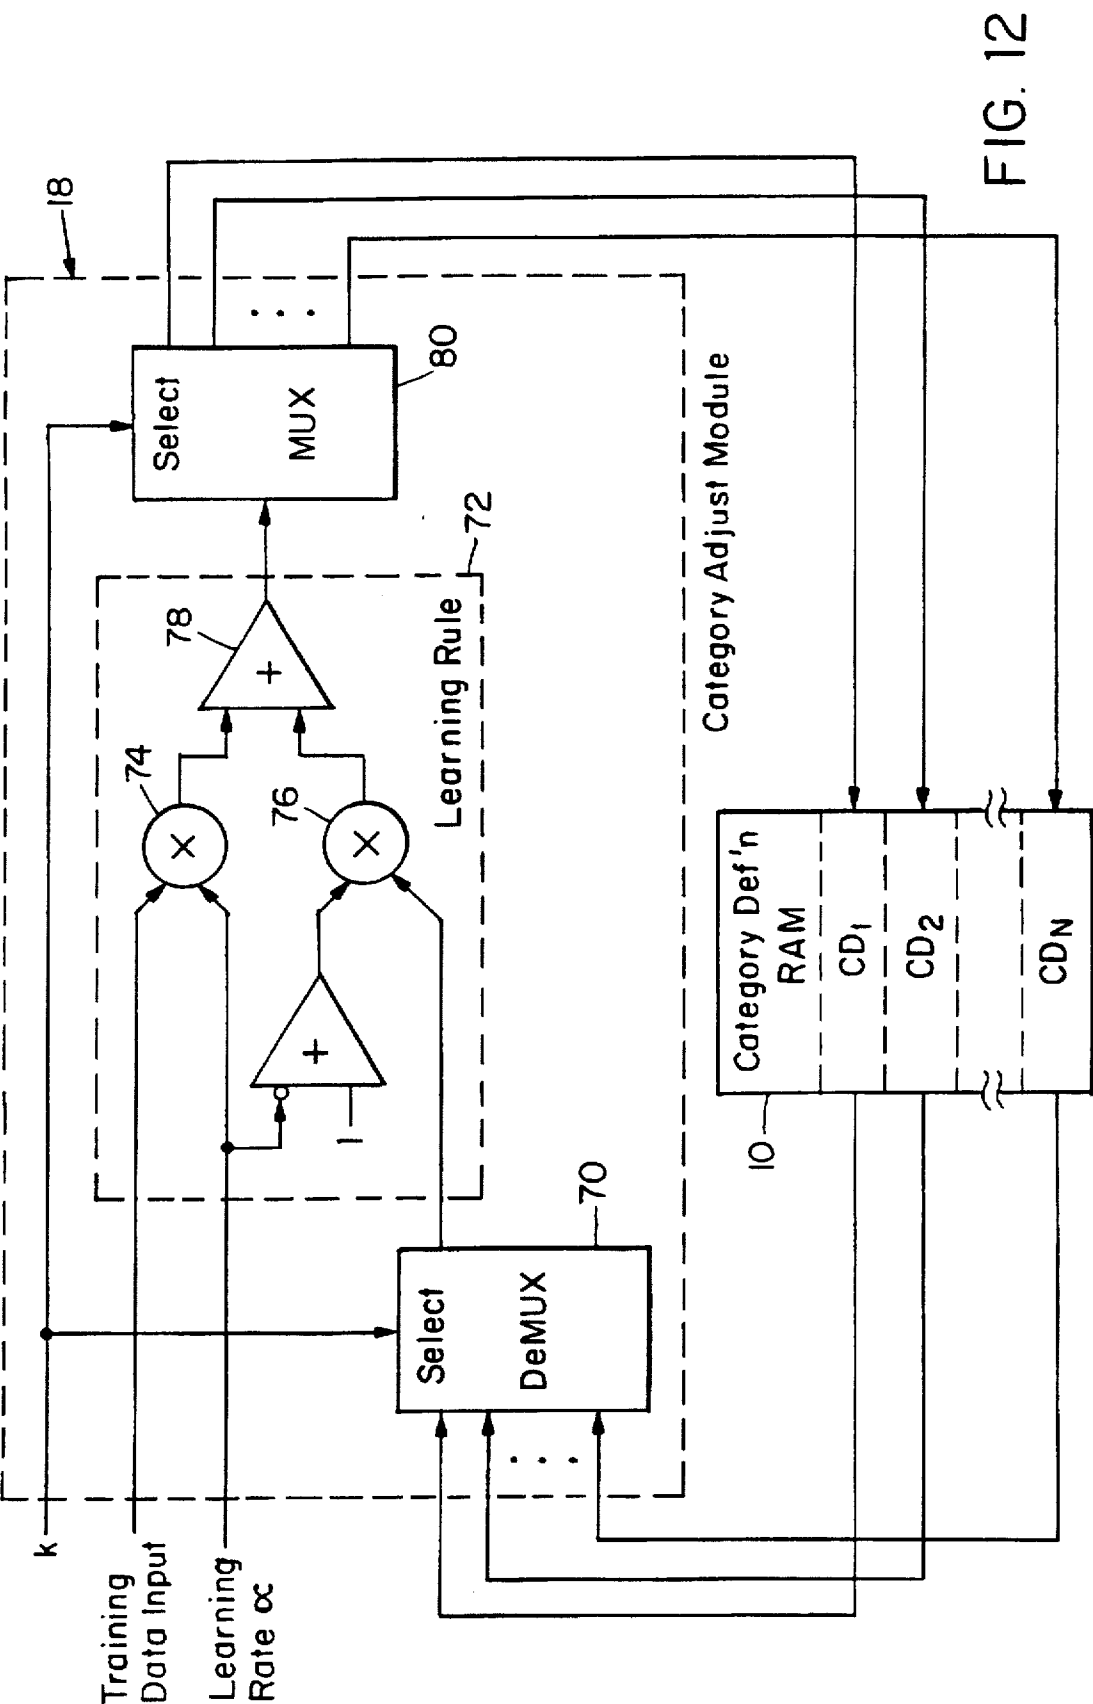 k
Training
Data Input
Learning
Rate ∝
18
Select
MUX
80
72
78
+
Learning Rule
74
×
76
×
+
1
Select
DeMUX
70
Category Adjust Module
Category Def'n
RAM
CD1
CD2
CDN
10
FIG. 12